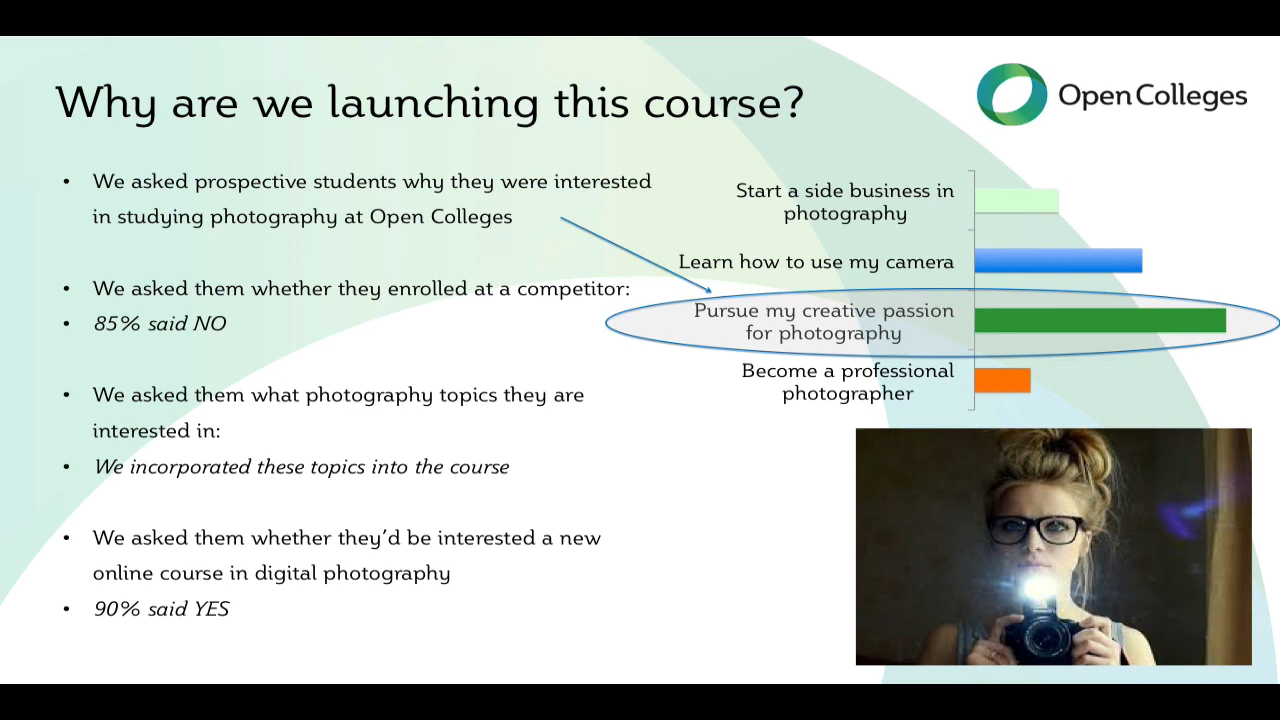 Why are we launching this course?
Open Colleges
• We asked prospective students why they were interested
in studying photography at Open Colleges
• We asked them whether they enrolled at a competitor:
• 85% said NO
• We asked them what photography topics they are
interested in:
• We incorporated these topics into the course
• We asked them whether they'd be interested a new
online course in digital photography
• 90% said YES
Start a side business in
photography
Learn how to use my camera
Pursue my creative passion
for photography
Become a professional
photographer